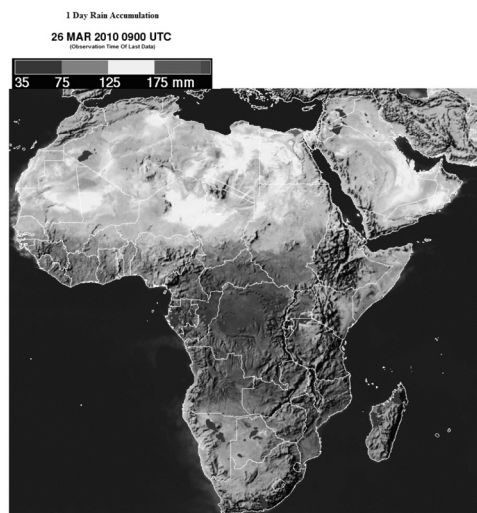 1 Day Rain Accumulation
26 MAR 2010 0900 UTC
(Observation Time Of Last Data)
35 75 125 175 mm